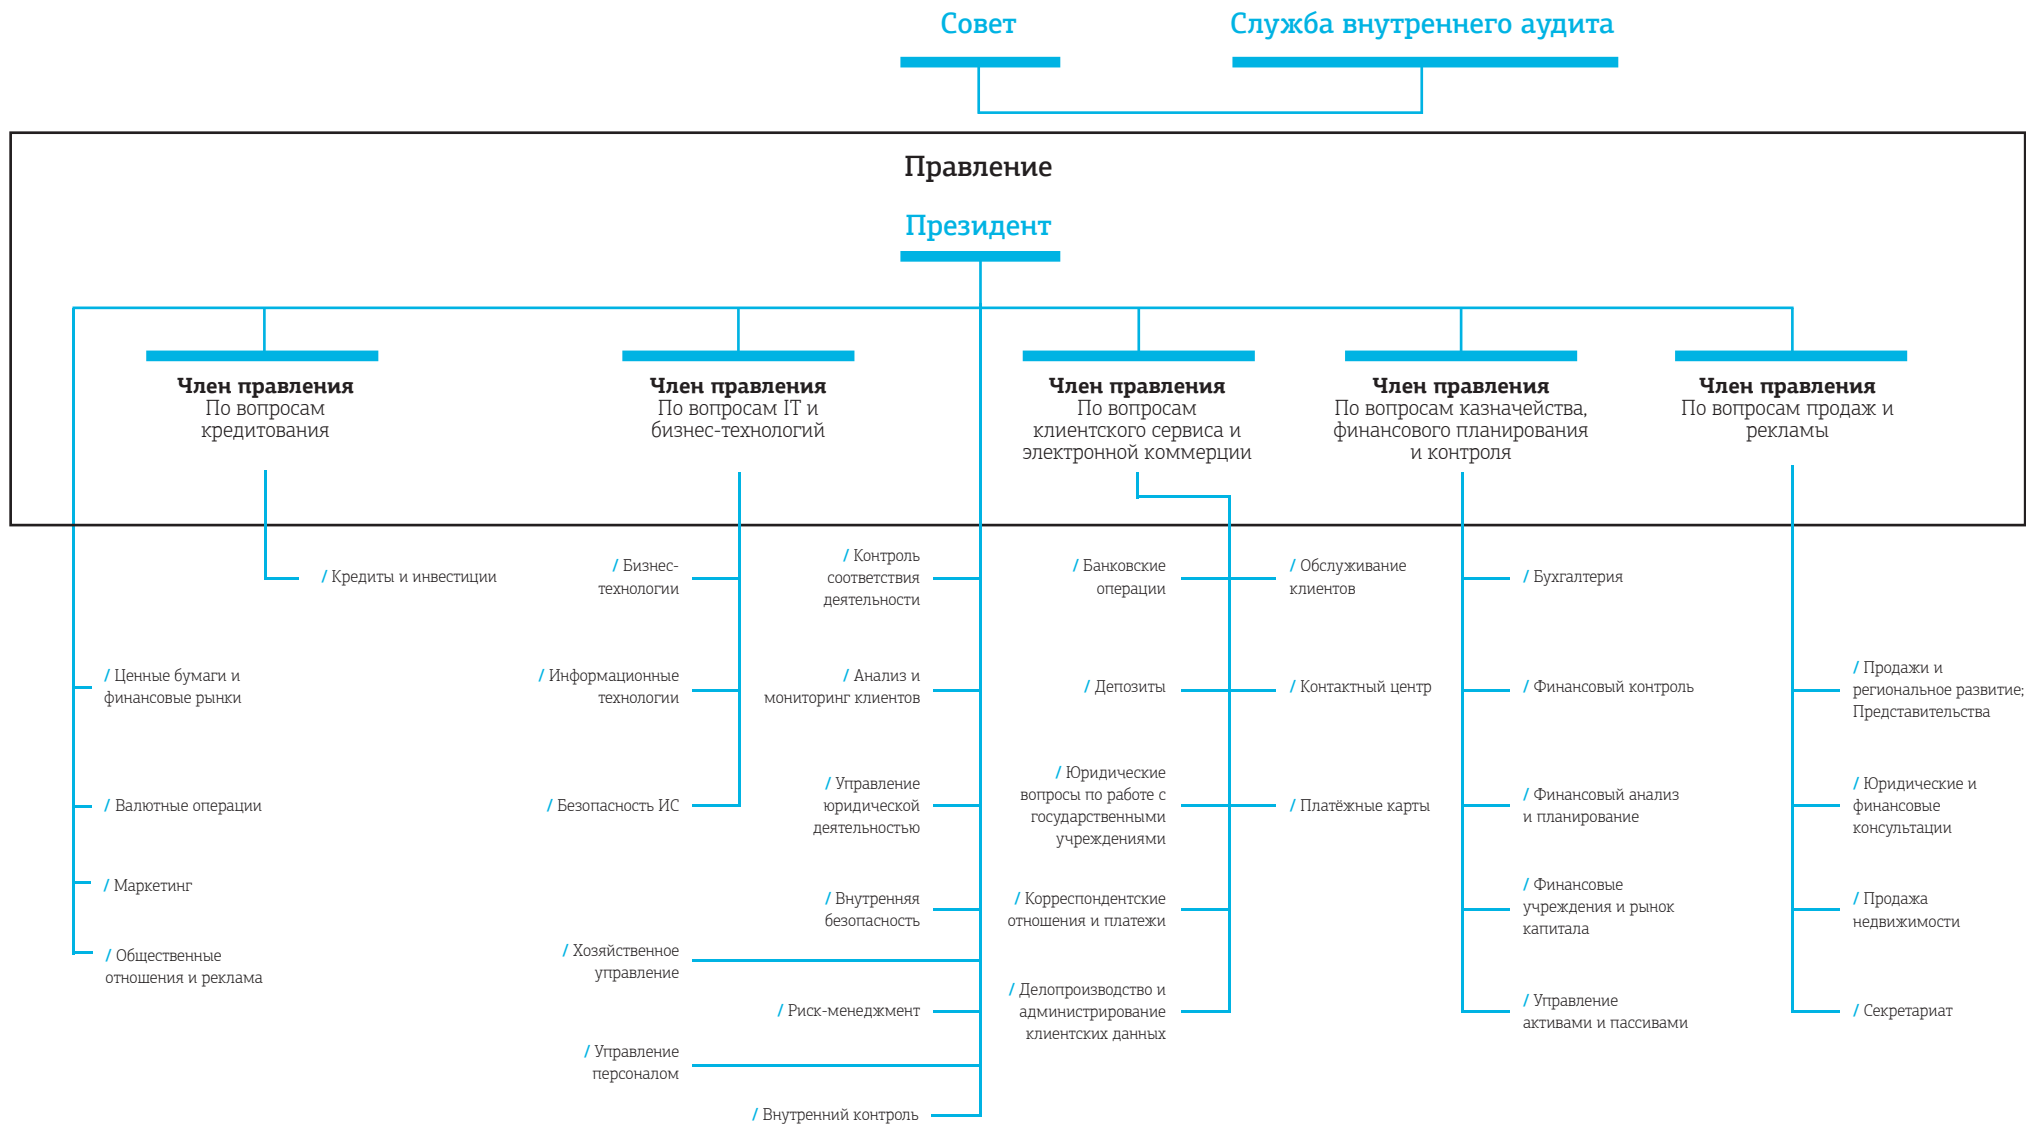 Совет
Служба внутреннего аудита
Правление
Президент
Член правления
По вопросам
кредитования
Член правления
По вопросам IT и
бизнес-технологий
Член правления
По вопросам
клиентского сервиса и
электронной коммерции
Член правления
По вопросам казначейства,
финансового планирования
и контроля
Член правления
По вопросам продаж и
рекламы
/ Ценные бумаги и
финансовые рынки
/ Валютные операции
/ Маркетинг
/ Общественные
отношения и реклама
/ Кредиты и инвестиции
/ Бизнес-
технологии
/ Информационные
технологии
/ Безопасность ИС
/ Контроль
соответствия
деятельности
/ Анализ и
мониторинг клиентов
/ Управление
юридической
деятельностью
/ Внутренняя
безопасность
/ Хозяйственное
управление
/ Риск-менеджмент
/ Управление
персоналом
/ Внутренний контроль
/ Банковские
операции
/ Депозиты
/ Юридические
вопросы по работе с
государственными
учреждениями
/ Корреспондентские
отношения и платежи
/ Делопроизводство и
администрирование
клиентских данных
/ Обслуживание
клиентов
/ Контактный центр
/ Платёжные карты
/ Бухгалтерия
/ Финансовый контроль
/ Финансовый анализ
и планирование
/ Финансовые
учреждения и рынок
капитала
/ Управление
активами и пассивами
/ Продажи и
региональное развитие;
Представительства
/ Юридические и
финансовые
консультации
/ Продажа
недвижимости
/ Секретариат